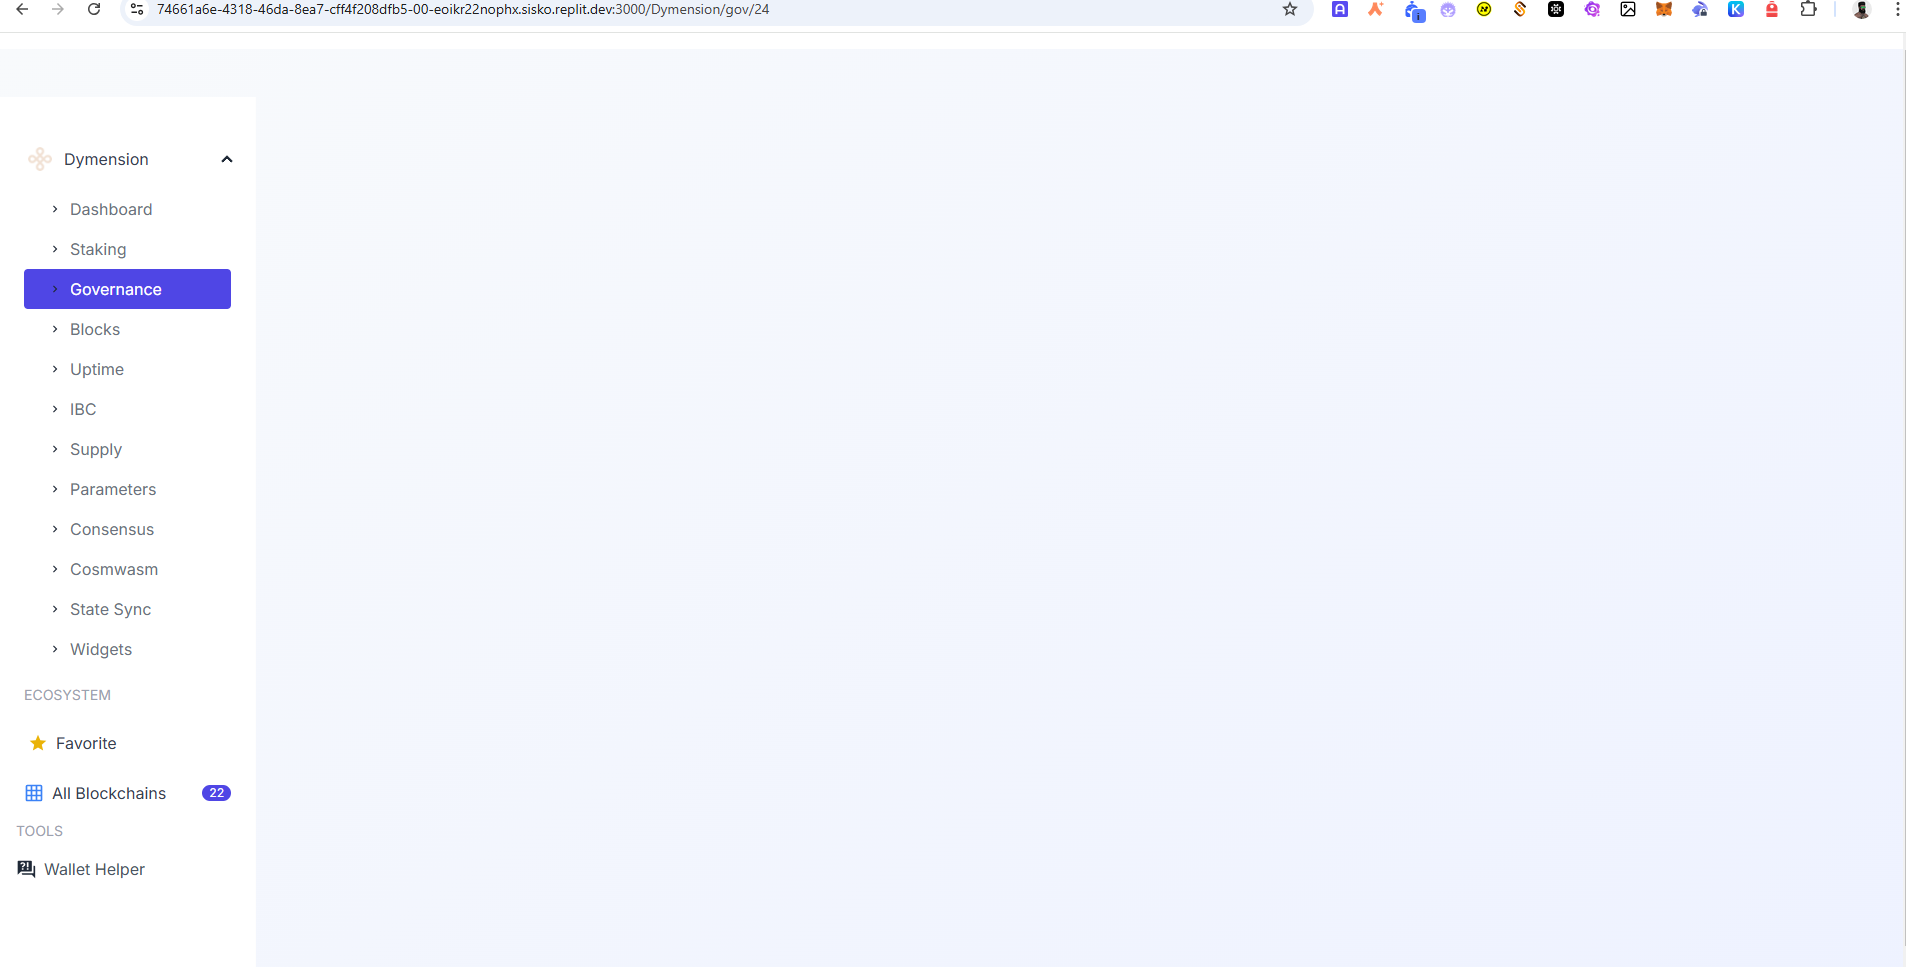 74661a6e-4318-46da-8ea7-cff4f208dfb5-00-eoikr22nophx.sisko.replit.dev:3000/Dymension/gov/24
Dymension
Dashboard
Staking
Governance
Blocks
Uptime
IBC
Supply
Parameters
Consensus
Cosmwasm
State Sync
Widgets
ECOSYSTEM
Favorite
All Blockchains 22
TOOLS
Wallet Helper